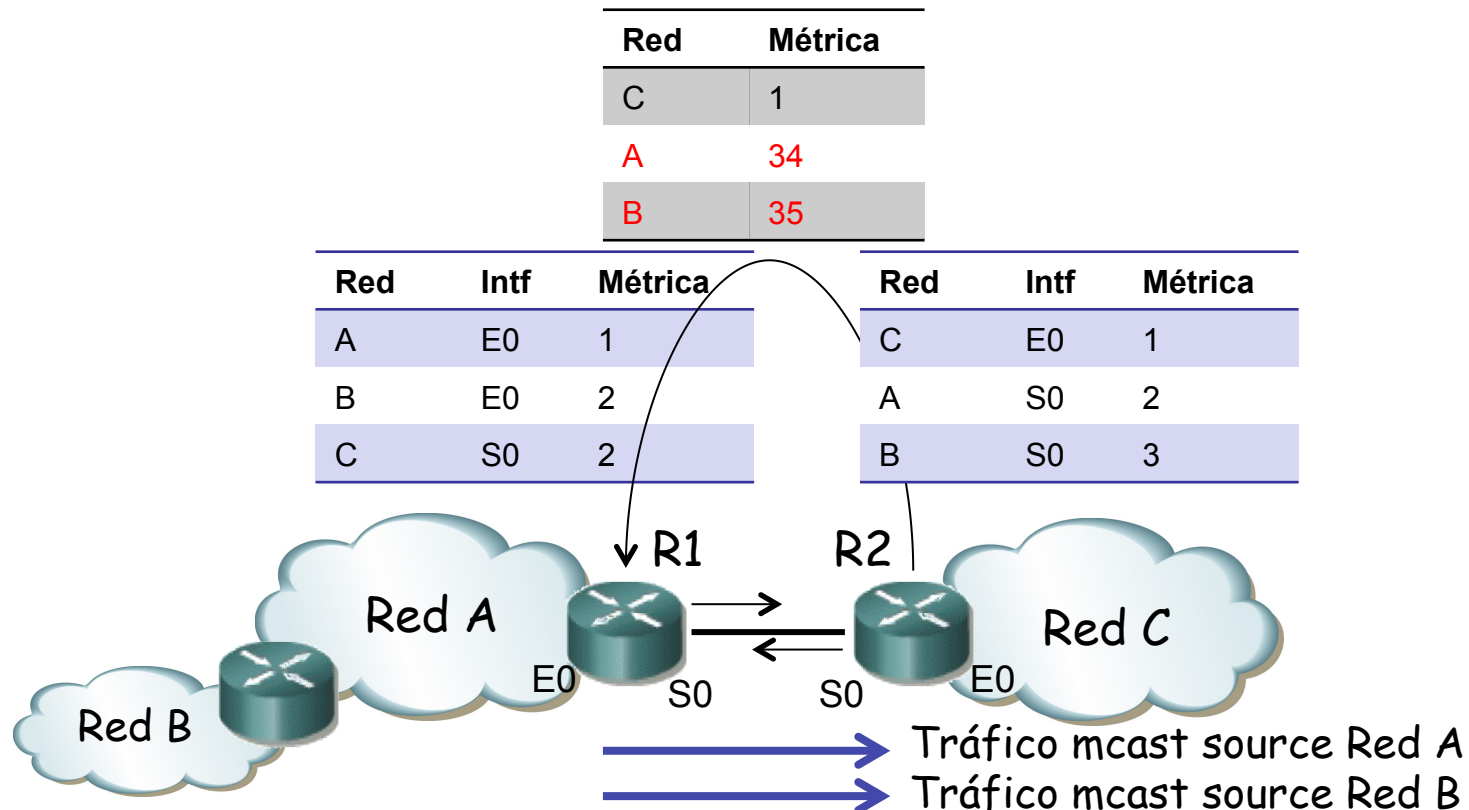 Red Métrica
C 1
A 34
B 35
Red Intf Métrica
A E0 1
B E0 2
C S0 2
Red Intf Métrica
C E0 1
A S0 2
B S0 3
R1
R2
Red A
Red C
E0
S0
S0
E0
Red B
Tráfico mcast source Red A
Tráfico mcast source Red B